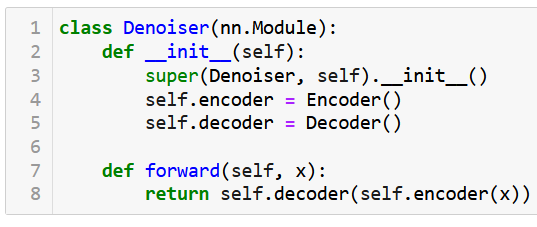 1 class Denoiser(nn.Module):
2     def __init__(self):
3         super(Denoiser, self).__init__()
4         self.encoder = Encoder()
5         self.decoder = Decoder()
6
7     def forward(self, x):
8         return self.decoder(self.encoder(x))